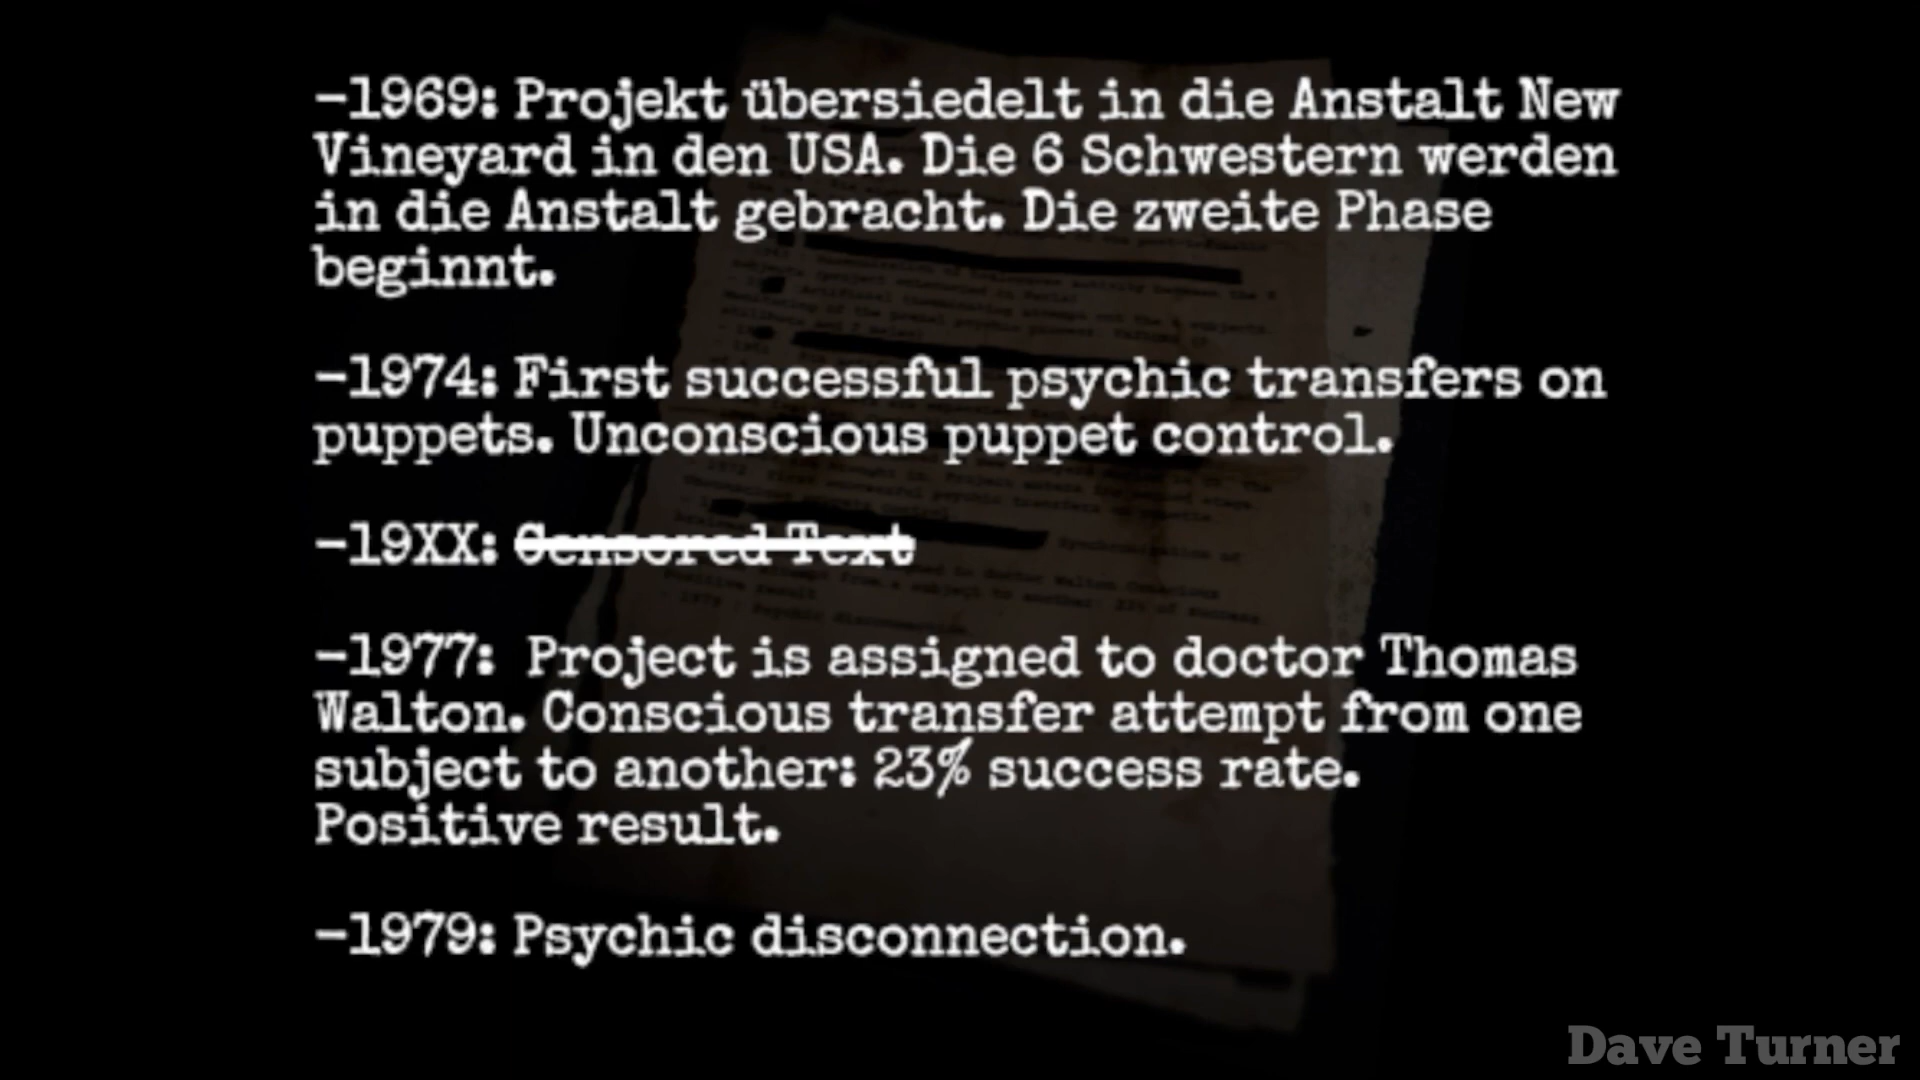 -1969: Projekt übersiedelt in die Anstalt New
Vineyard in den USA. Die 6 Schwestern werden
in die Anstalt gebracht. Die zweite Phase
beginnt.
-1974: First successful psychic transfers on
puppets. Unconscious puppet control.
-19XX: Censored Text
-1977: Project is assigned to doctor Thomas
Walton. Conscious transfer attempt from one
subject to another: 23% success rate.
Positive result.
-1979: Psychic disconnection.
Dave Turner